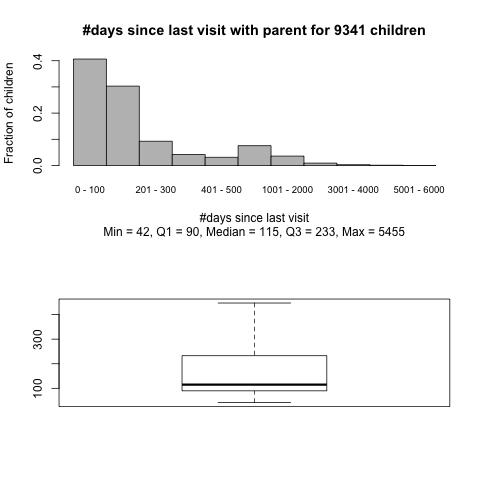 #days since last visit with parent for 9341 children
Fraction of children
0.4
0.2
0.0
0 - 100 201 - 300 401 - 500 1001 - 2000 3001 - 4000 5001 - 6000
#days since last visit
Min = 42, Q1 = 90, Median = 115, Q3 = 233, Max = 5455
300
100